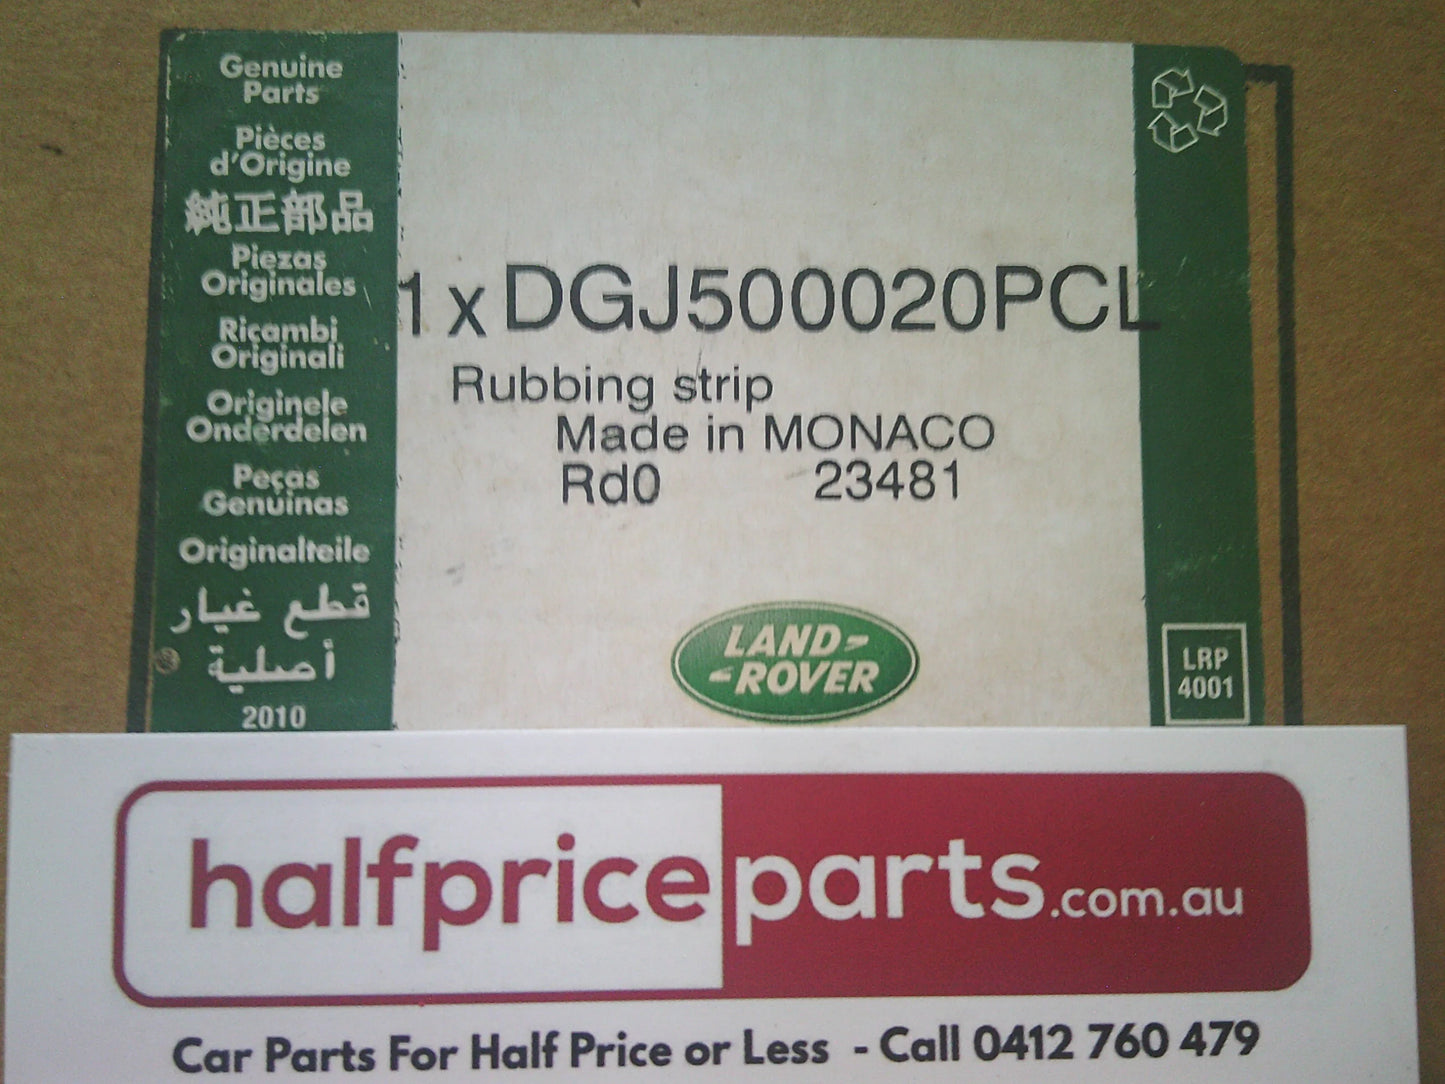 Genuine
Parts
Pièces
d'Origine
純正部品
Piezas
Originales
Ricambi
Originali
Originele
Onderdelen
Peças
Genuinas
Originalteile
قطع غيار
أصلية
2010
1 x DGJ500020PCL
Rubbing strip
Made in MONACO
Rd0 23481
LAND-
-ROVER
LRP
4001
halfpriceparts.com.au
Car Parts For Half Price or Less - Call 0412 760 479